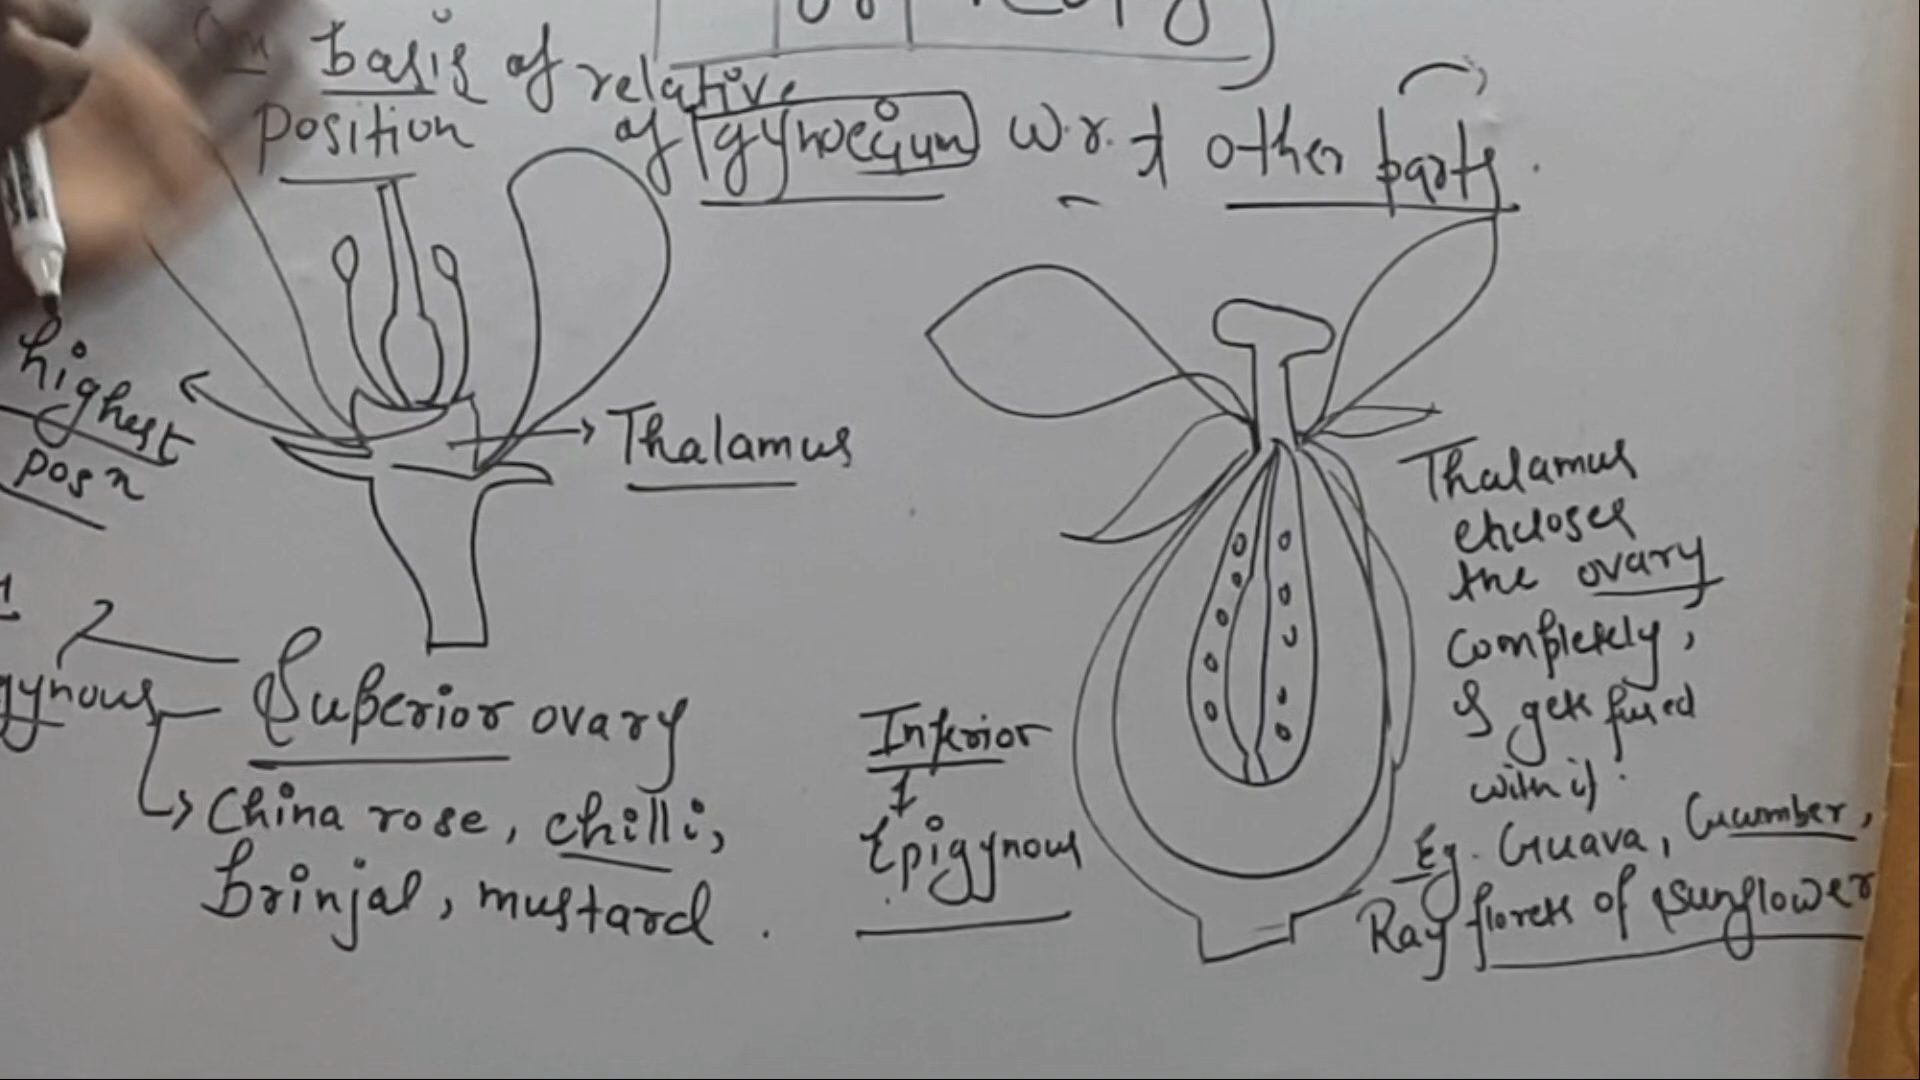 basis of relative
position of gynoecium w.r.t other parts.
highest
posn
Thalamus
gynous
Superior ovary
China rose, chilli,
brinjal, mustard.
Inferior
Epigynous
Thalamus
encloses
the ovary
completely,
& gets fused
with it.
Eg. Guava, Cucumber,
Ray florets of sunflower